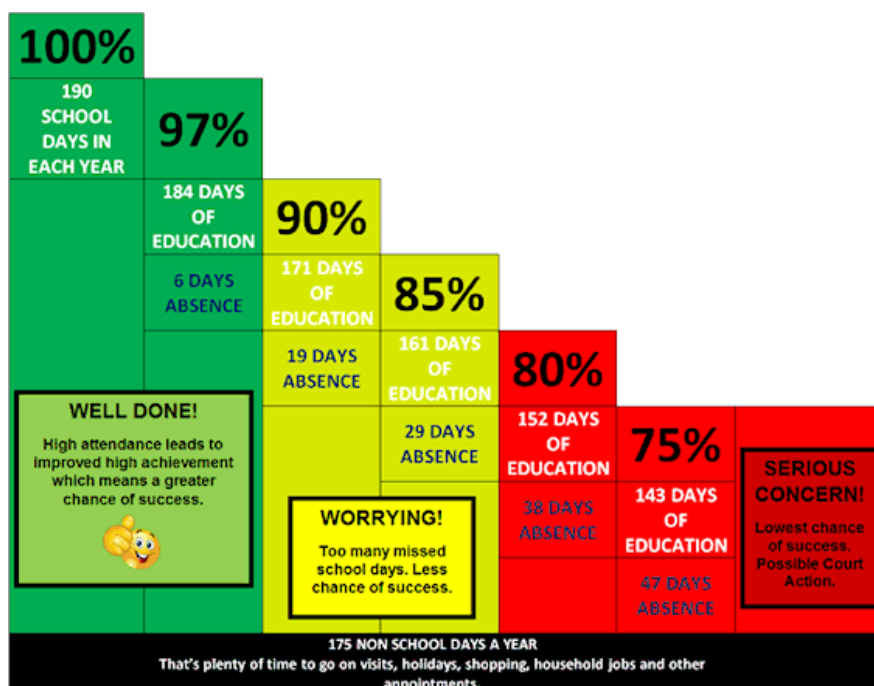 100%
190
SCHOOL
DAYS IN
EACH YEAR
97%
184 DAYS
OF
EDUCATION
6 DAYS
ABSENCE
90%
171 DAYS
OF
EDUCATION
19 DAYS
ABSENCE
85%
161 DAYS
OF
EDUCATION
29 DAYS
ABSENCE
80%
152 DAYS
OF
EDUCATION
38 DAYS
ABSENCE
75%
143 DAYS
OF
EDUCATION
47 DAYS
ABSENCE
WELL DONE!
High attendance leads to
improved high achievement
which means a greater
chance of success.
WORRYING!
Too many missed
school days. Less
chance of success.
SERIOUS
CONCERN!
Lowest chance
of success.
Possible Court
Action.
175 NON SCHOOL DAYS A YEAR
That's plenty of time to go on visits, holidays, shopping, household jobs and other
appointments.